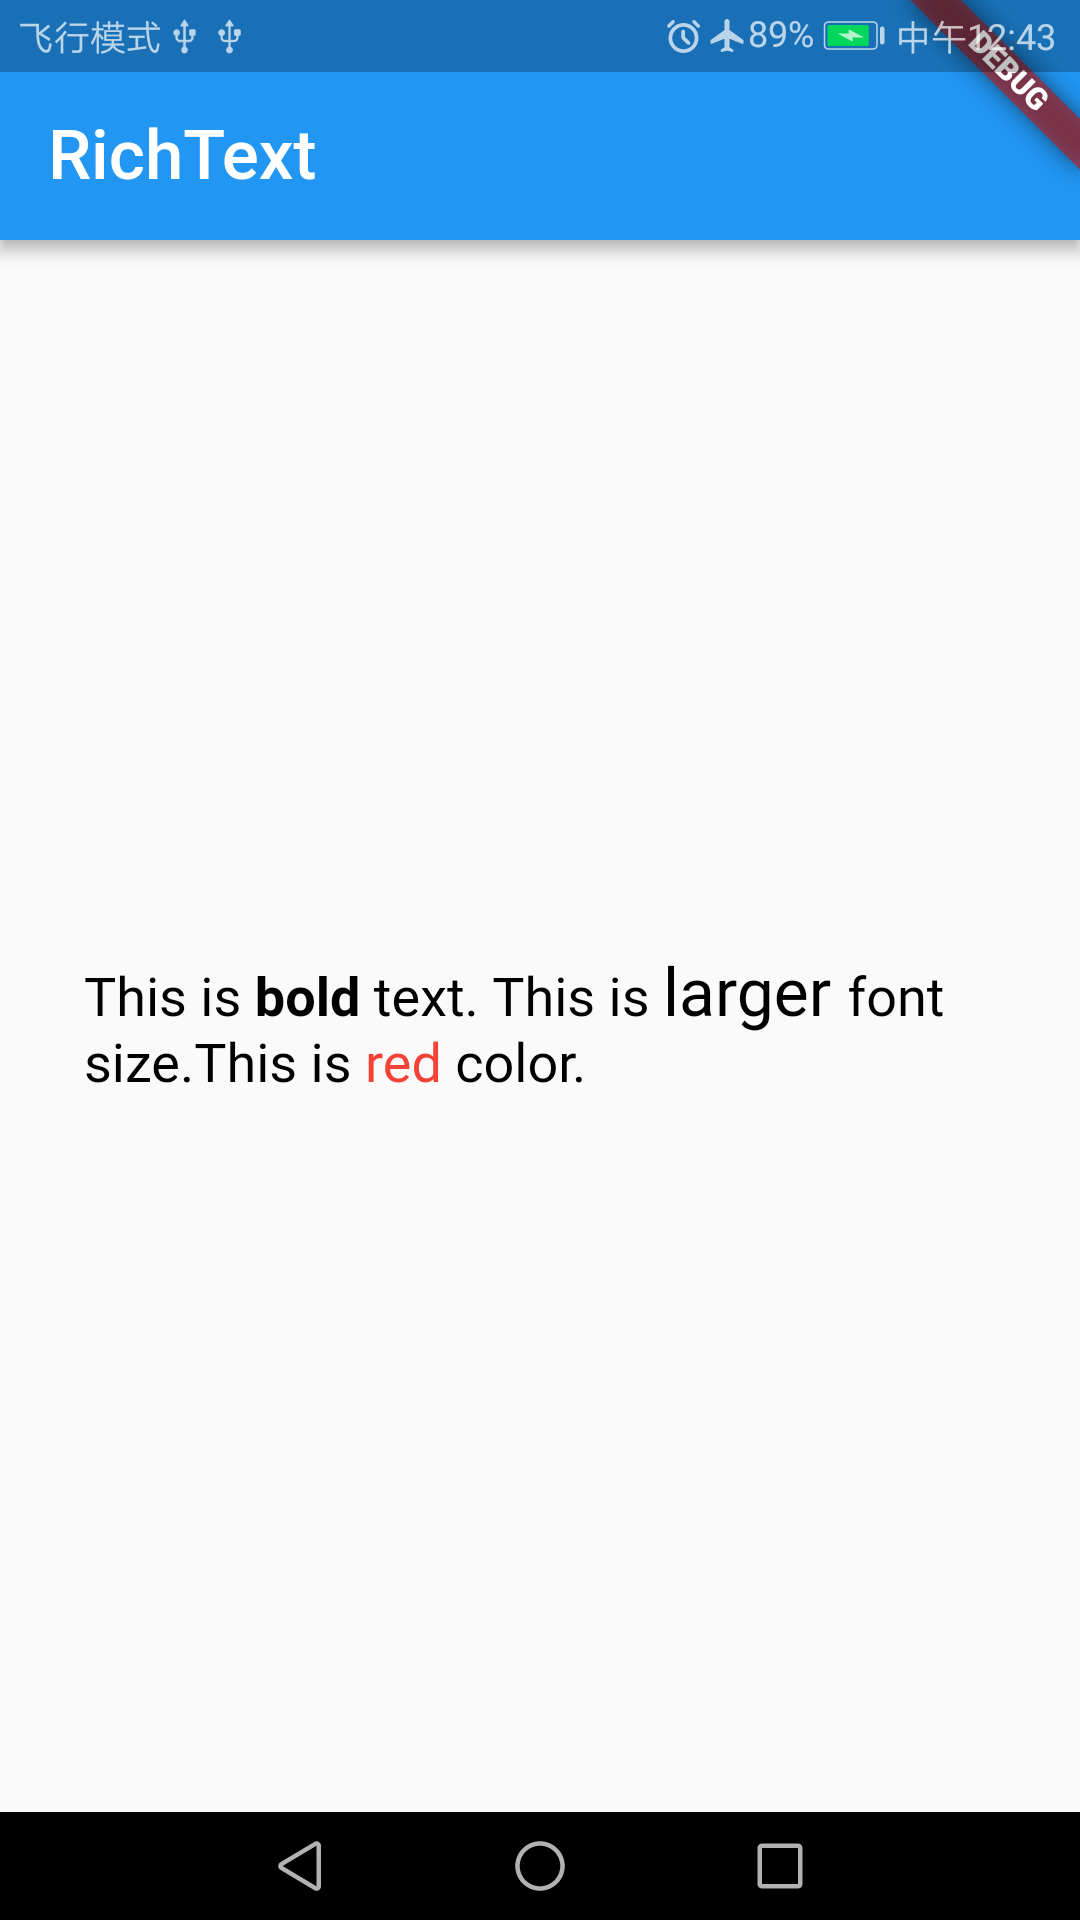 飞行模式 89% 中午12:43
DEBUG
RichText
This is bold text. This is larger font
size.This is red color.